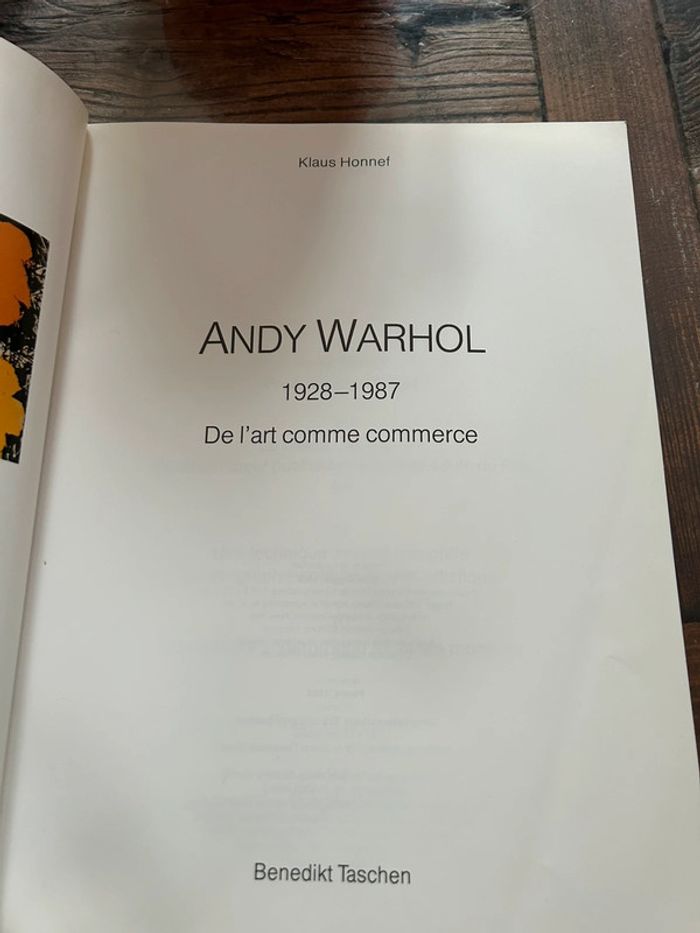 Klaus Honnef
ANDY WARHOL
1928–1987
De l'art comme commerce
Benedikt Taschen